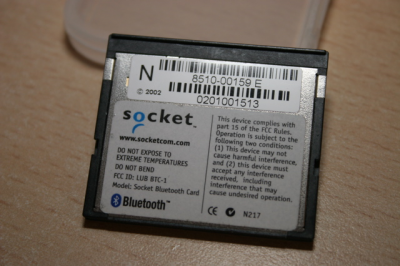 N
8510-00159 E
© 2002
0201001513
socket™
www.socketcom.com
DO NOT EXPOSE TO
EXTREME TEMPERATURES
DO NOT BEND
FCC ID: LUB BTC-1
Model: Socket Bluetooth Card
Bluetooth™
This device complies with
part 15 of the FCC Rules.
Operation is subject to the
following two conditions:
(1) This device may not
cause harmful interference,
and (2) this device must
accept any interference
received, including
interference that may
cause undesired operation.
CE N217